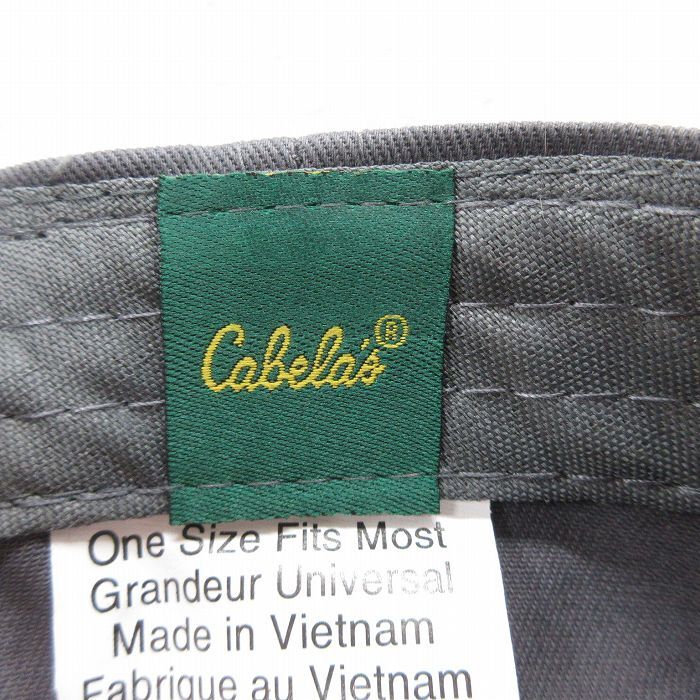 Cabela's®
One Size Fits Most
Grandeur Universal
Made in Vietnam
Fabrique au Vietnam